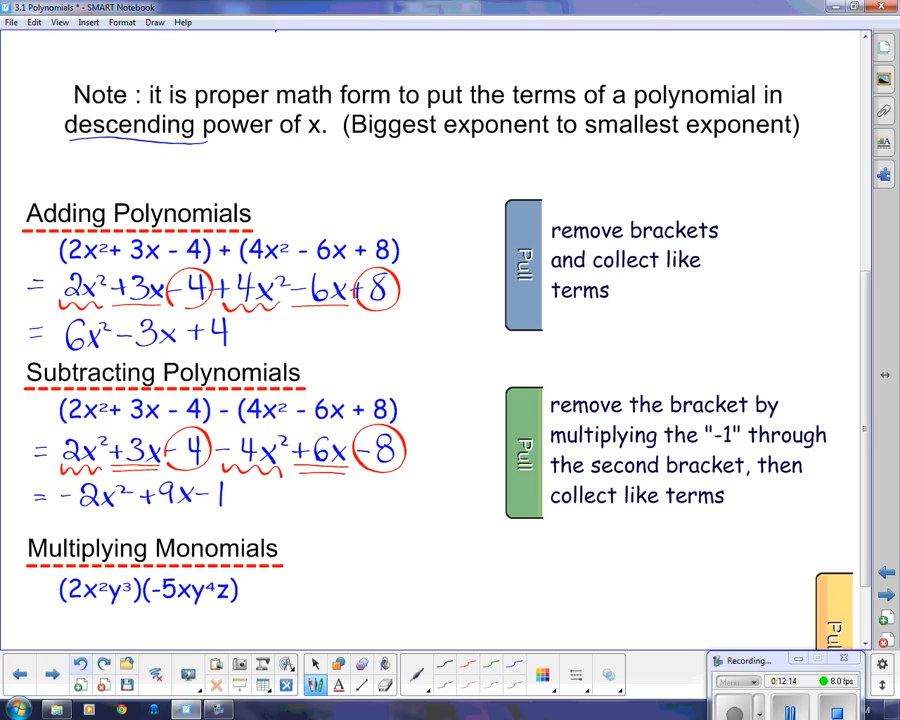 3.1 Polynomials * - SMART Notebook
File Edit View Insert Format Draw Help
Note : it is proper math form to put the terms of a polynomial in
descending power of x. (Biggest exponent to smallest exponent)
Adding Polynomials
(2x²+ 3x - 4) + (4x² - 6x + 8)
= 2x² +3x - 4 + 4x² - 6x + 8
= 6x² - 3x + 4
Pull
remove brackets
and collect like
terms
Subtracting Polynomials
(2x²+ 3x - 4) - (4x² - 6x + 8)
= 2x² +3x - 4 - 4x² + 6x - 8
= - 2x² + 9x - 1
Pull
remove the bracket by
multiplying the "-1" through
the second bracket, then
collect like terms
Multiplying Monomials
(2x²y³)(-5xy⁴z)
Pull
Recording...
Menu
0:12:14
8.0 fps